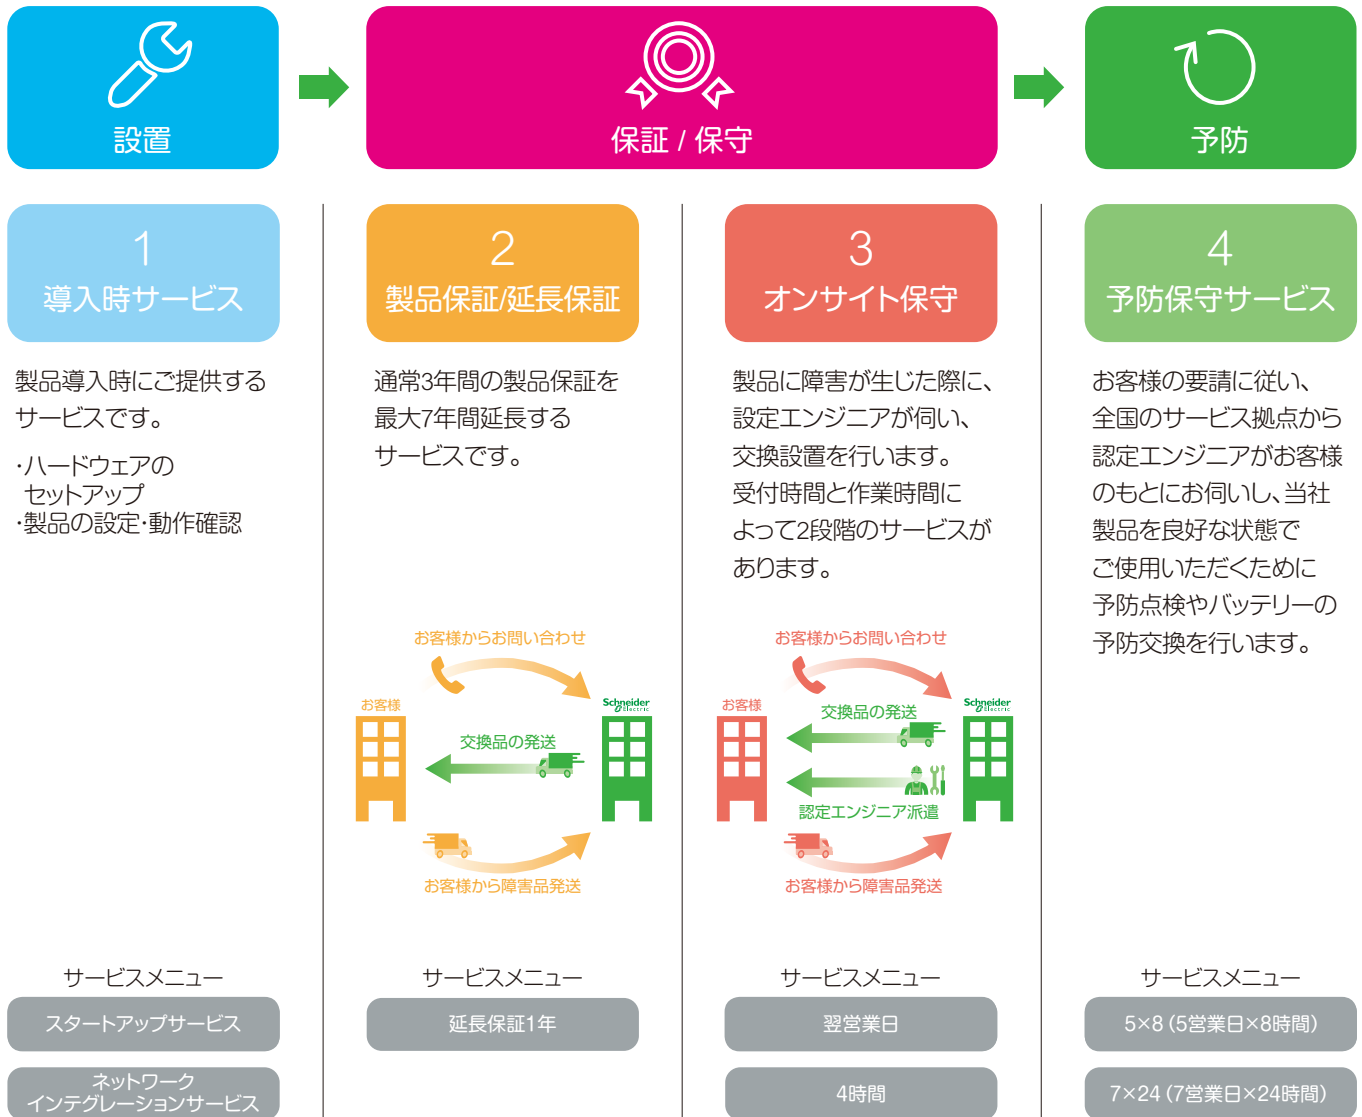 設置
保証 / 保守
予防
1
導入時サービス
製品導入時にご提供する
サービスです。
・ハードウェアの
セットアップ
・製品の設定・動作確認
サービスメニュー
スタートアップサービス
ネットワーク
インテグレーションサービス
2
製品保証/延長保証
通常3年間の製品保証を
最大7年間延長する
サービスです。
お客様からお問い合わせ
お客様
Schneider
Electric
交換品の発送
お客様から障害品発送
サービスメニュー
延長保証1年
3
オンサイト保守
製品に障害が生じた際に、
設定エンジニアが伺い、
交換設置を行います。
受付時間と作業時間に
よって2段階のサービスが
あります。
お客様からお問い合わせ
お客様
Schneider
Electric
交換品の発送
認定エンジニア派遣
お客様から障害品発送
サービスメニュー
翌営業日
4時間
4
予防保守サービス
お客様の要請に従い、
全国のサービス拠点から
認定エンジニアがお客様
のもとにお伺いし、当社
製品を良好な状態で
ご使用いただくために
予防点検やバッテリーの
予防交換を行います。
サービスメニュー
5×8 (5営業日×8時間)
7×24 (7営業日×24時間)